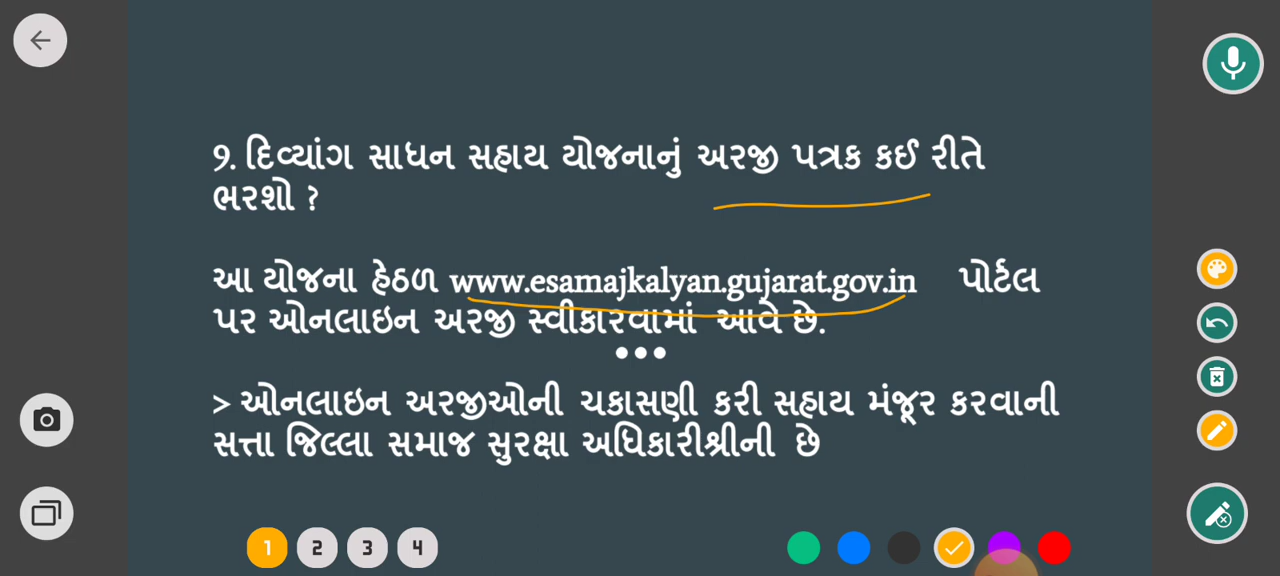 9. દિવ્યાંગ સાધન સહાય યોજનાનું અરજી પત્રક કઈ રીતે
ભરશો ?
આ યોજના હેઠળ www.esamajkalyan.gujarat.gov.in પોર્ટલ
પર ઓનલાઇન અરજી સ્વીકારવામાં આવે છે.
> ઓનલાઇન અરજીઓની ચકાસણી કરી સહાય મંજૂર કરવાની
સત્તા જિલ્લા સમાજ સુરક્ષા અધિકારીશ્રીની છે
1 2 3 4